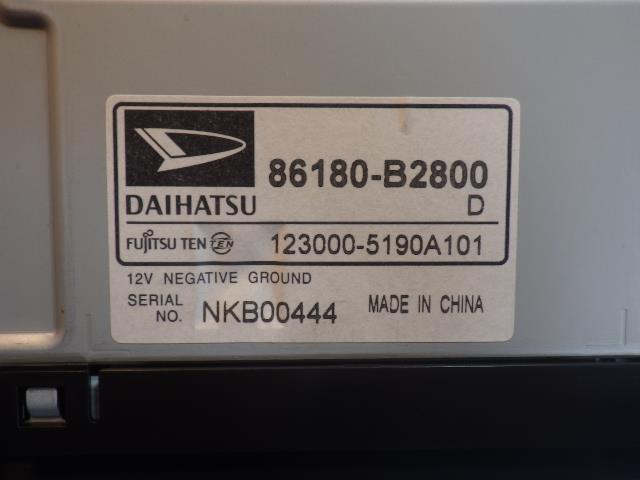 86180-B2800
DAIHATSU D
FUJITSU TEN TEN 123000-5190A101
12V NEGATIVE GROUND
SERIAL NO. NKB00444 MADE IN CHINA